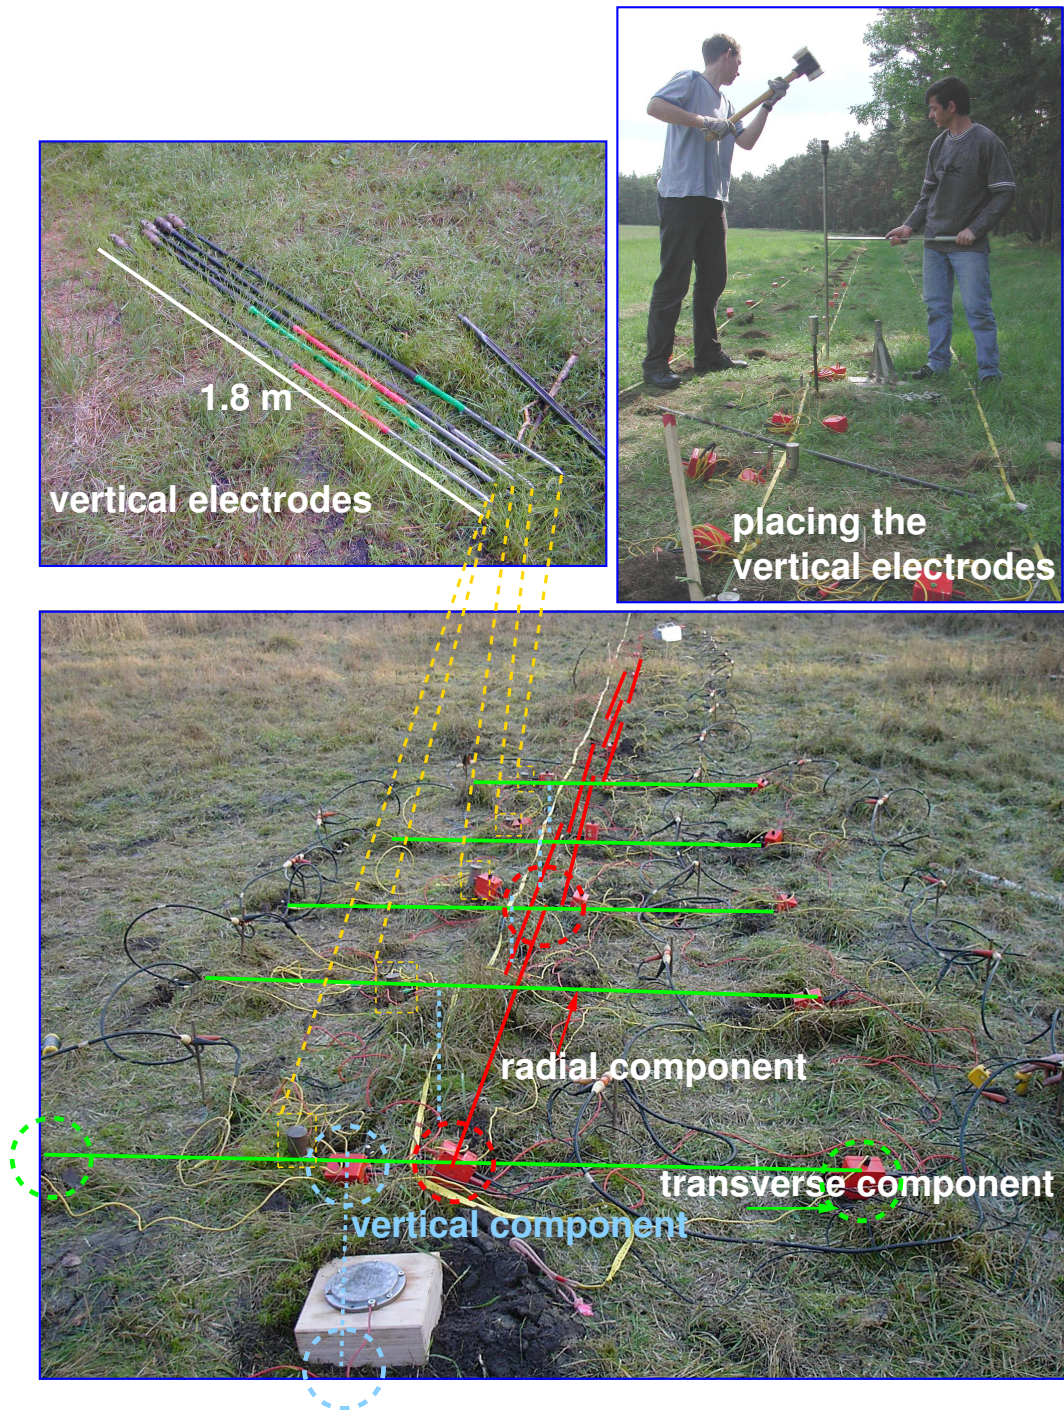 1.8 m
vertical electrodes
placing the
vertical electrodes
radial component
transverse component
vertical component